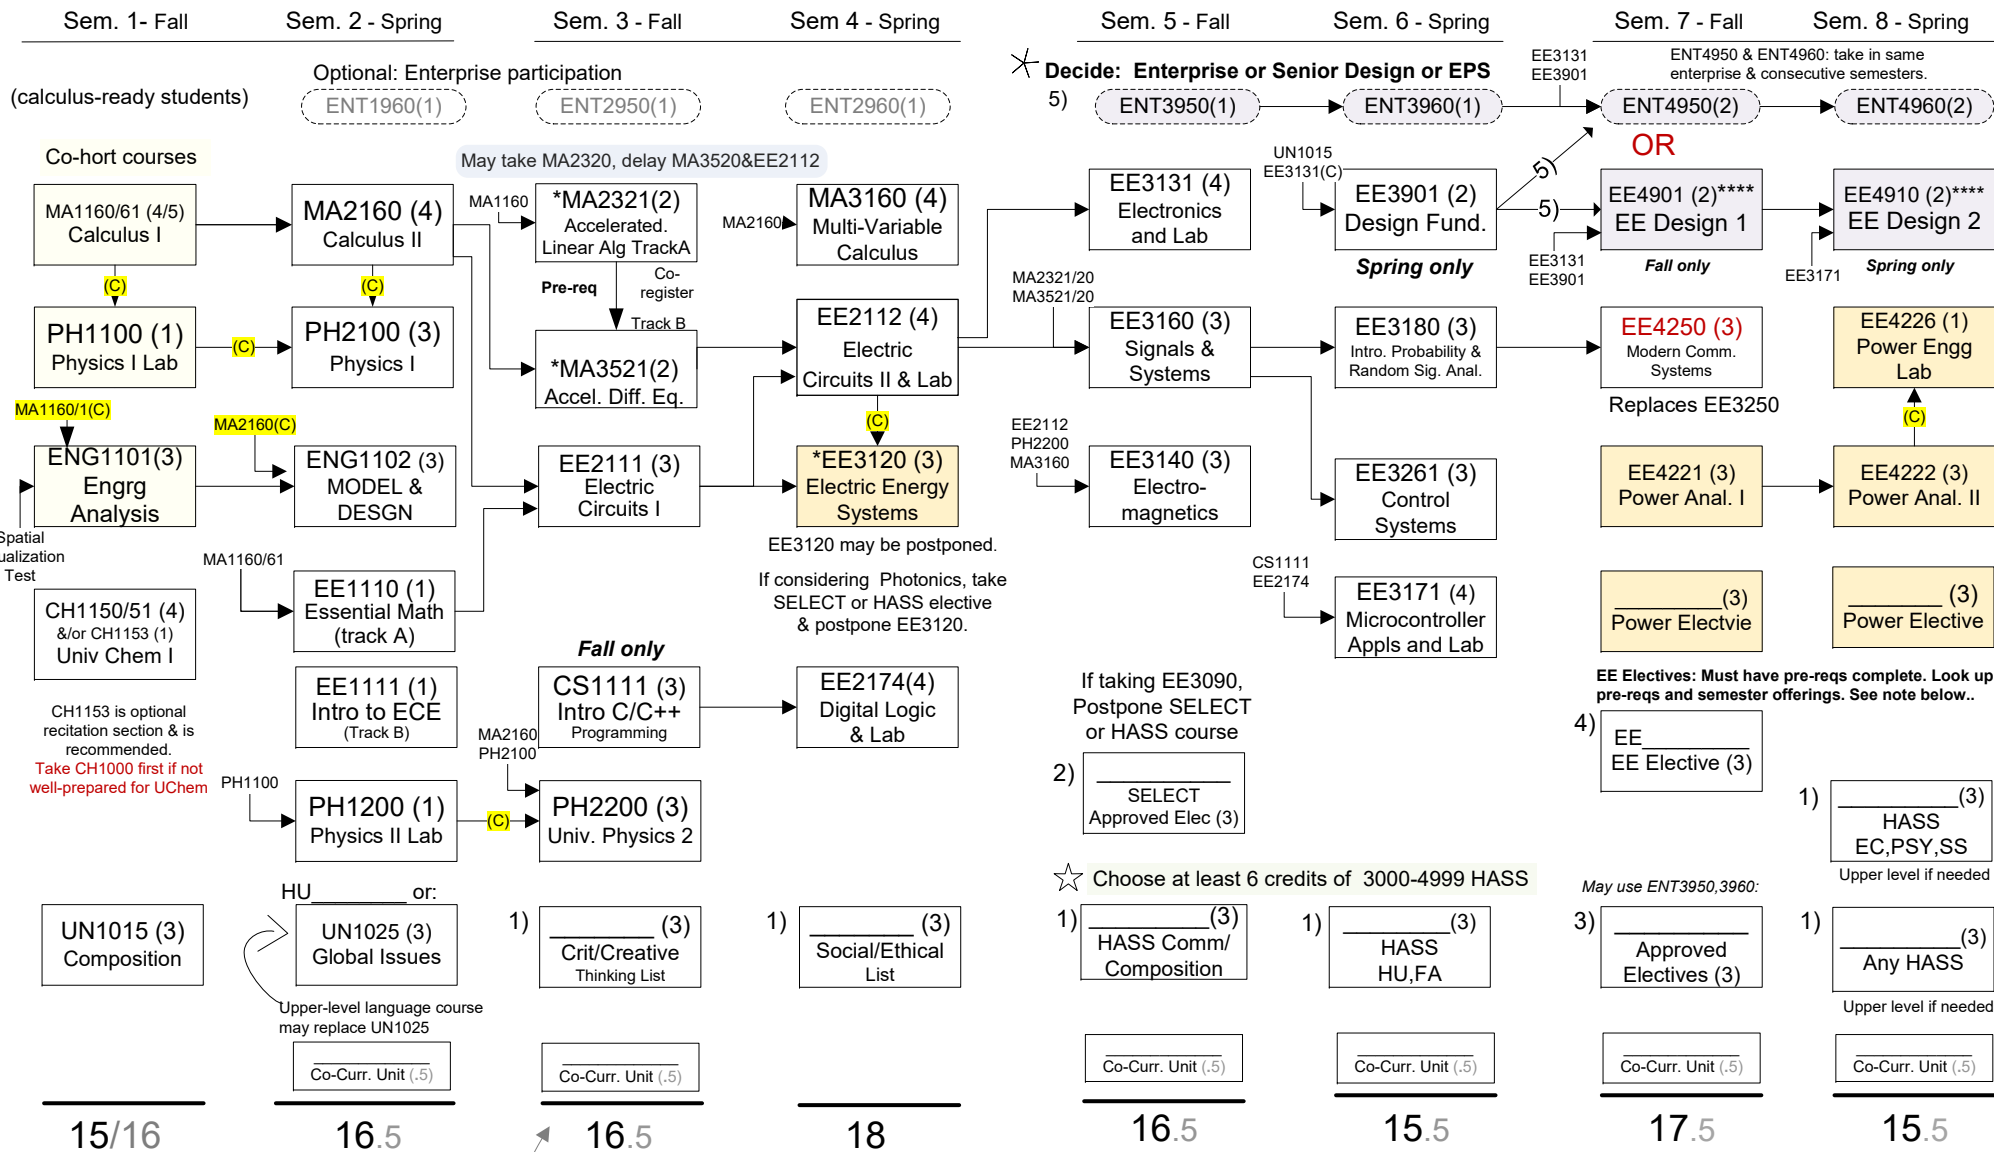 Sem. 1- Fall
Sem. 2 - Spring
Sem. 3 - Fall
Sem 4 - Spring
Sem. 5 - Fall
Sem. 6 - Spring
Sem. 7 - Fall
Sem. 8 - Spring
(calculus-ready students)
Optional: Enterprise participation
ENT1960(1)
ENT2950(1)
ENT2960(1)
Decide: Enterprise or Senior Design or EPS
5)
ENT3950(1)
ENT3960(1)
EE3131
EE3901
ENT4950 & ENT4960: take in same
enterprise & consecutive semesters.
ENT4950(2)
ENT4960(2)
OR
Co-hort courses
May take MA2320, delay MA3520&EE2112
MA1160/61 (4/5)
Calculus I
MA2160 (4)
Calculus II
MA1160
*MA2321(2)
Accelerated.
Linear Alg TrackA
MA2160
MA3160 (4)
Multi-Variable
Calculus
EE3131 (4)
Electronics
and Lab
UN1015
EE3131(C)
EE3901 (2)
Design Fund.
Spring only
5)
5)
EE4901 (2)****
EE Design 1
Fall only
EE3131
EE3901
EE4910 (2)****
EE Design 2
Spring only
EE3171
(C)
(C)
Pre-req
Co-
register
Track B
PH1100 (1)
Physics I Lab
(C)
PH2100 (3)
Physics I
*MA3521(2)
Accel. Diff. Eq.
EE2112 (4)
Electric
Circuits II & Lab
(C)
MA2321/20
MA3521/20
EE3160 (3)
Signals &
Systems
EE3180 (3)
Intro. Probability &
Random Sig. Anal.
EE4250 (3)
Modern Comm.
Systems
Replaces EE3250
EE4226 (1)
Power Engg
Lab
(C)
MA1160/1(C)
ENG1101(3)
Engrg
Analysis
MA2160(C)
ENG1102 (3)
MODEL &
DESGN
EE2111 (3)
Electric
Circuits I
*EE3120 (3)
Electric Energy
Systems
EE3120 may be postponed.
If considering Photonics, take
SELECT or HASS elective
& postpone EE3120.
EE2112
PH2200
MA3160
EE3140 (3)
Electro-
magnetics
EE3261 (3)
Control
Systems
EE4221 (3)
Power Anal. I
EE4222 (3)
Power Anal. II
Spatial
ualization
Test
CH1150/51 (4)
&/or CH1153 (1)
Univ Chem I
CH1153 is optional
recitation section & is
recommended.
Take CH1000 first if not
well-prepared for UChem
MA1160/61
EE1110 (1)
Essential Math
(track A)
EE1111 (1)
Intro to ECE
(Track B)
Fall only
CS1111 (3)
Intro C/C++
Programming
EE2174(4)
Digital Logic
& Lab
CS1111
EE2174
EE3171 (4)
Microcontroller
Appls and Lab
__________(3)
Power Electvie
_______ (3)
Power Elective
EE Electives: Must have pre-reqs complete. Look up
pre-reqs and semester offerings. See note below..
If taking EE3090,
Postpone SELECT
or HASS course
2)
____________
SELECT
Approved Elec (3)
4)
EE_________
EE Elective (3)
PH1100
PH1200 (1)
Physics II Lab
(C)
MA2160
PH2100
PH2200 (3)
Univ. Physics 2
1)
___________(3)
HASS
EC,PSY,SS
Upper level if needed
Choose at least 6 credits of 3000-4999 HASS
May use ENT3950,3960:
UN1015 (3)
Composition
HU________ or:
UN1025 (3)
Global Issues
Upper-level language course
may replace UN1025
1)
________ (3)
Crit/Creative
Thinking List
1)
________ (3)
Social/Ethical
List
1)
__________(3)
HASS Comm/
Composition
1)
__________(3)
HASS
HU,FA
3)
____________
Approved
Electives (3)
1)
___________(3)
Any HASS
Upper level if needed
____________
Co-Curr. Unit (.5)
____________
Co-Curr. Unit (.5)
____________
Co-Curr. Unit (.5)
____________
Co-Curr. Unit (.5)
____________
Co-Curr. Unit (.5)
____________
Co-Curr. Unit (.5)
15/16
16.5
16.5
18
16.5
15.5
17.5
15.5